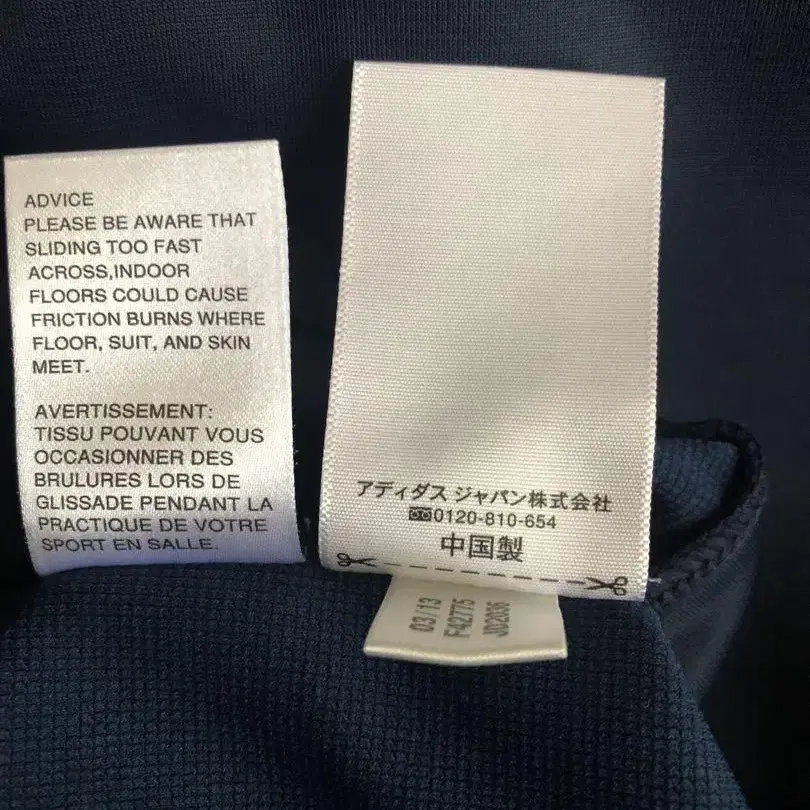 ADVICE
PLEASE BE AWARE THAT
SLIDING TOO FAST
ACROSS,INDOOR
FLOORS COULD CAUSE
FRICTION BURNS WHERE
FLOOR, SUIT, AND SKIN
MEET.
AVERTISSEMENT:
TISSU POUVANT VOUS
OCCASIONNER DES
BRULURES LORS DE
GLISSADE PENDANT LA
PRACTIQUE DE VOTRE
SPORT EN SALLE.
アディダス ジャパン株式会社
0120-810-654
中国製
03/13
F42775
JD2036